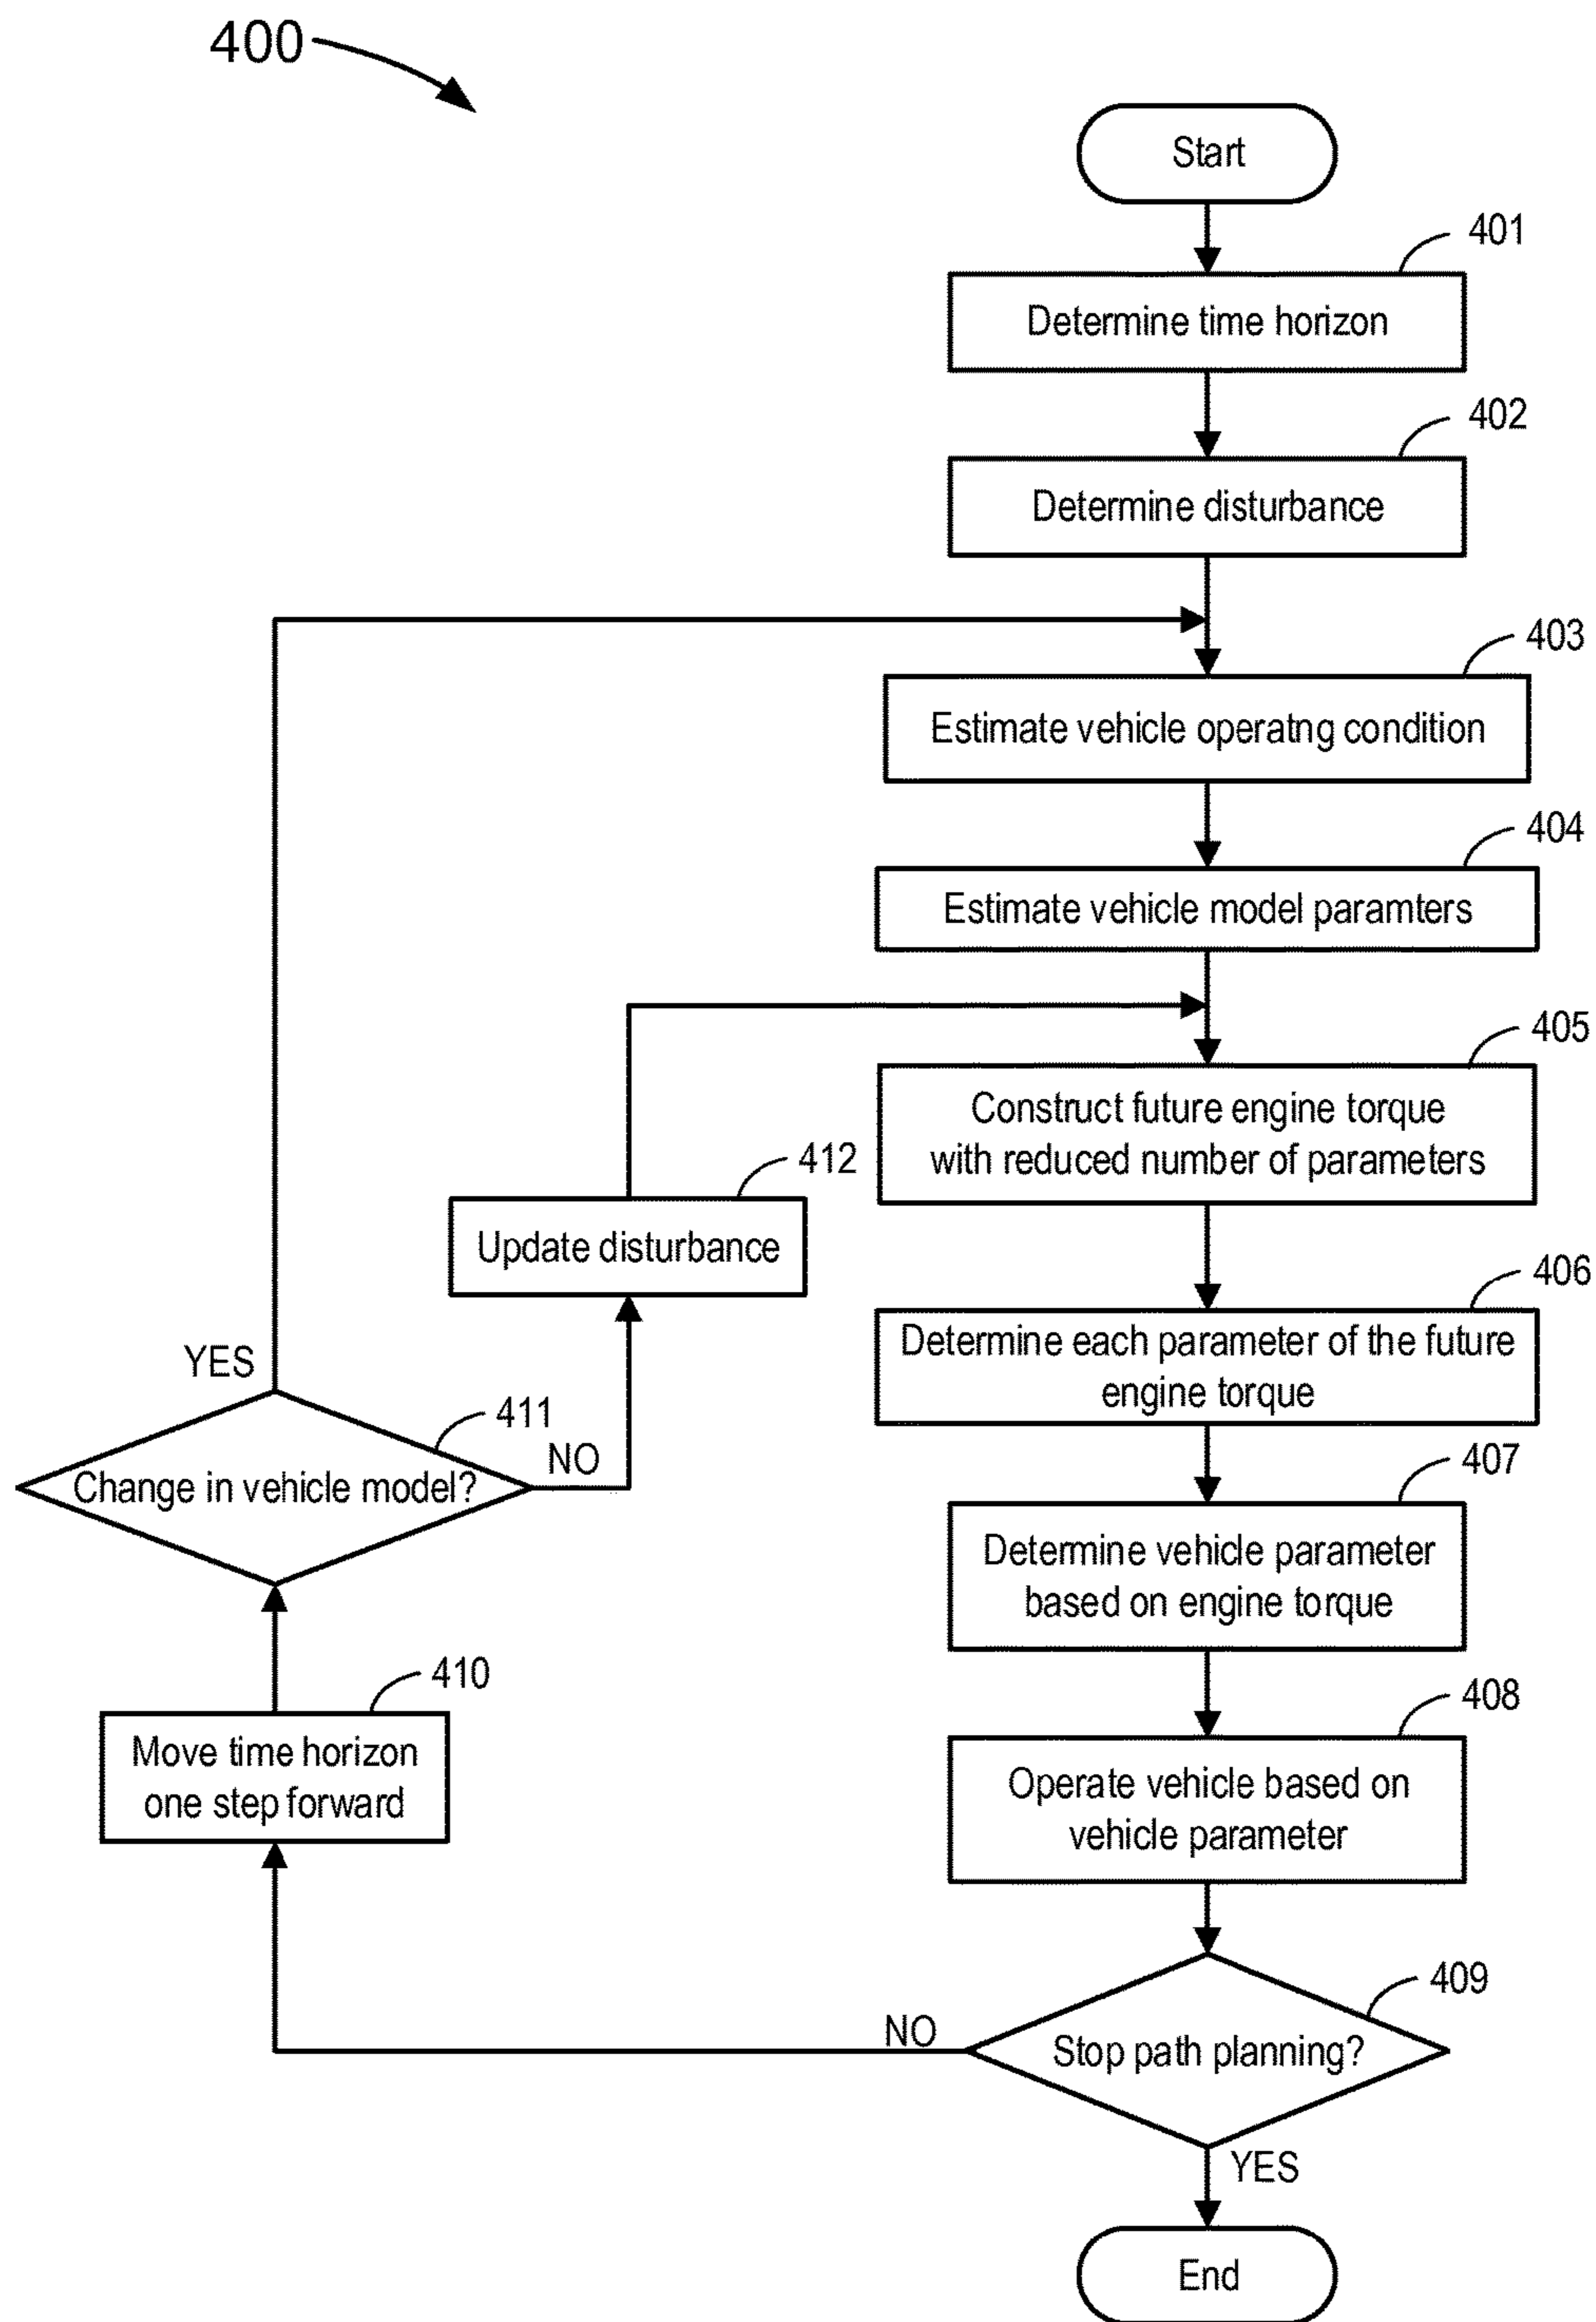 400
Start
401
Determine time horizon
402
Determine disturbance
403
Estimate vehicle operatng condition
404
Estimate vehicle model paramters
405
Construct future engine torque
with reduced number of parameters
412
Update disturbance
406
Determine each parameter of the future
engine torque
YES
411
Change in vehicle model?
NO
407
Determine vehicle parameter
based on engine torque
410
Move time horizon
one step forward
408
Operate vehicle based on
vehicle parameter
409
Stop path planning?
NO
YES
End